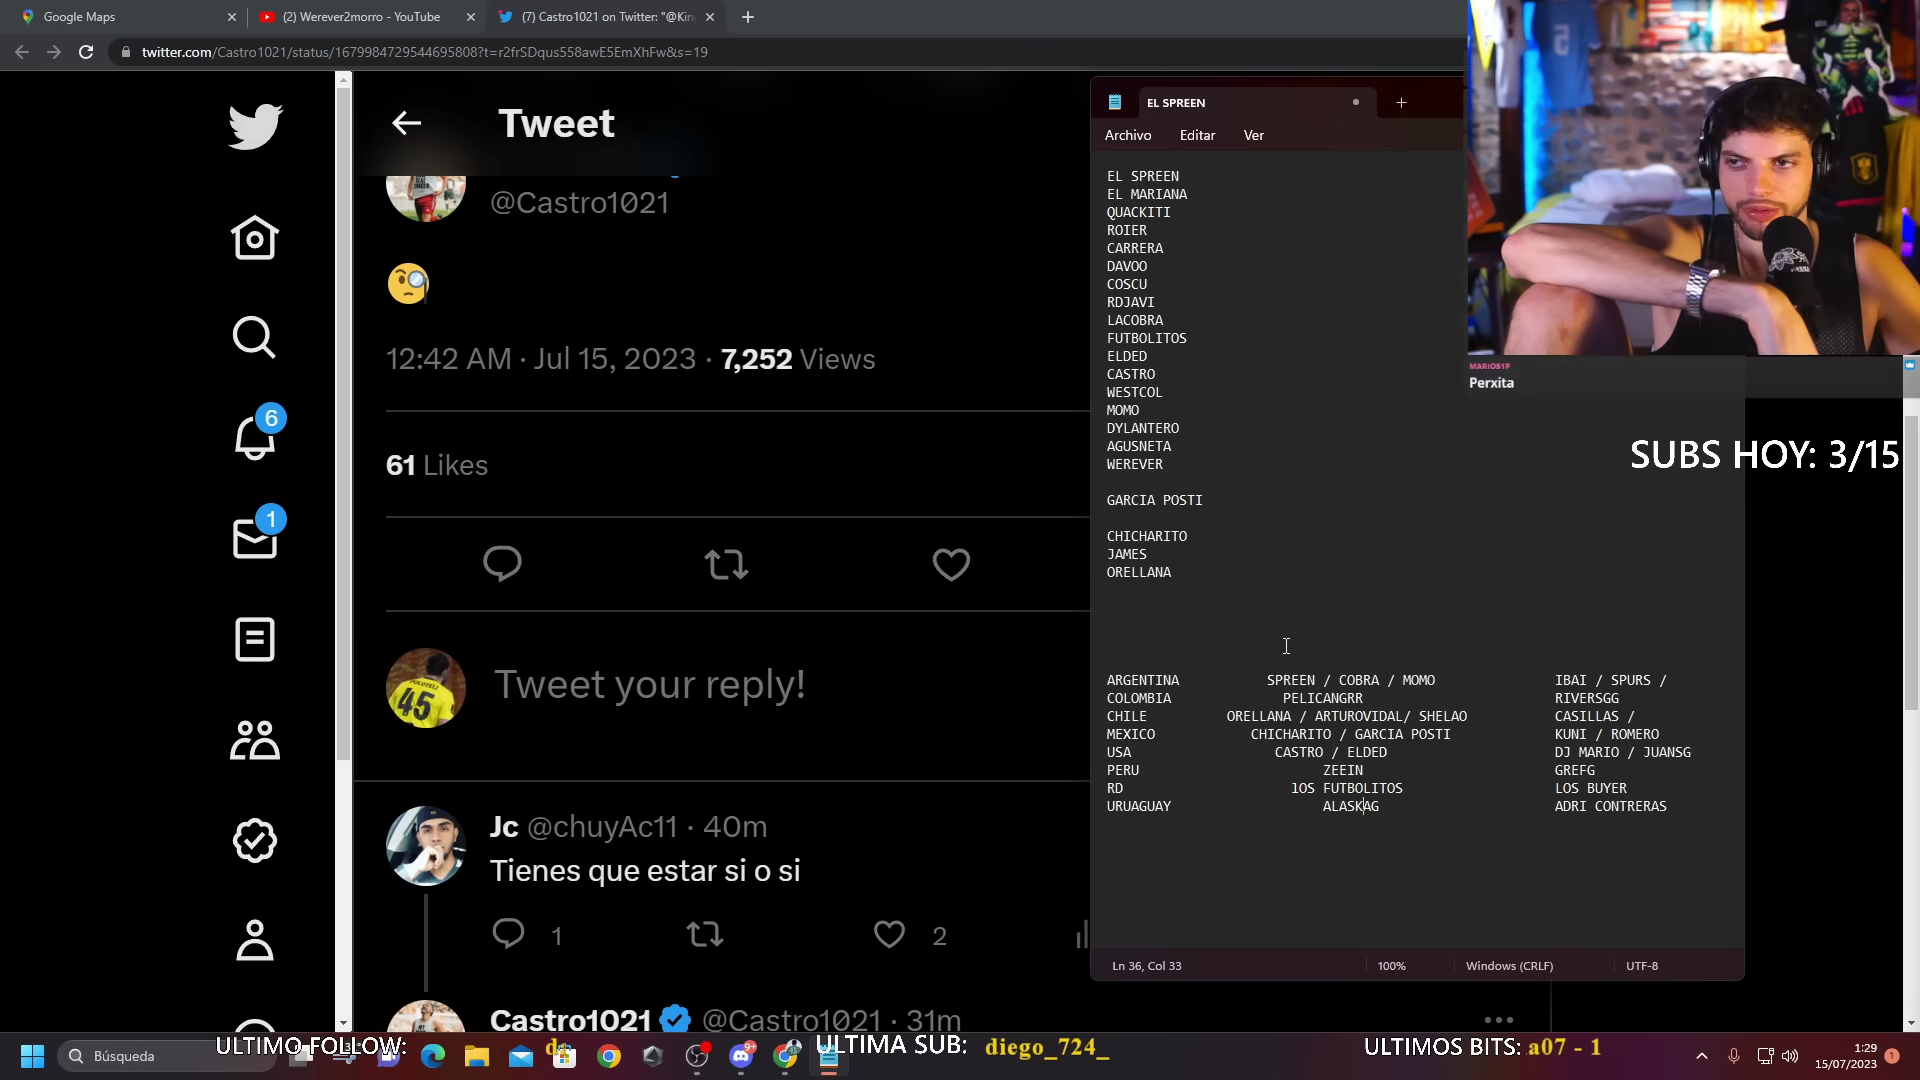 Google Maps
(2) Werever2morro - YouTube
(7) Castro1021 on Twitter: "@Kin
twitter.com/Castro1021/status/1679984729544695808?t=r2frSDqus558awE5EmXhFw&s=19
Tweet
@Castro1021
12:42 AM · Jul 15, 2023 · 7,252 Views
61 Likes
6
1
Tweet your reply!
POLOTELI
45
Jc @chuyAc11 · 40m
Tienes que estar si o si
1
2
Castro1021 @Castro1021 · 31m
EL SPREEN
Archivo Editar Ver
EL SPREEN
EL MARIANA
QUACKITI
ROIER
CARRERA
DAVOO
COSCU
RDJAVI
LACOBRA
FUTBOLITOS
ELDED
CASTRO
WESTCOL
MOMO
DYLANTERO
AGUSNETA
WEREVER
GARCIA POSTI
CHICHARITO
JAMES
ORELLANA
ARGENTINA SPREEN / COBRA / MOMO IBAI / SPURS /
COLOMBIA PELICANGRR RIVERSGG
CHILE ORELLANA / ARTUROVIDAL/ SHELAO CASILLAS /
MEXICO CHICHARITO / GARCIA POSTI KUNI / ROMERO
USA CASTRO / ELDED DJ MARIO / JUANSG
PERU ZEEIN GREFG
RD lOS FUTBOLITOS LOS BUYER
URUAGUAY ALASKAG ADRI CONTRERAS
Ln 36, Col 33 100% Windows (CRLF) UTF-8
MARIOS1P
Perxita
SUBS HOY: 3/15
Búsqueda
ULTIMO FOLLOW:
ULTIMA SUB: diego_724_
ULTIMOS BITS: a07 - 1
9+
1:29
15/07/2023
1